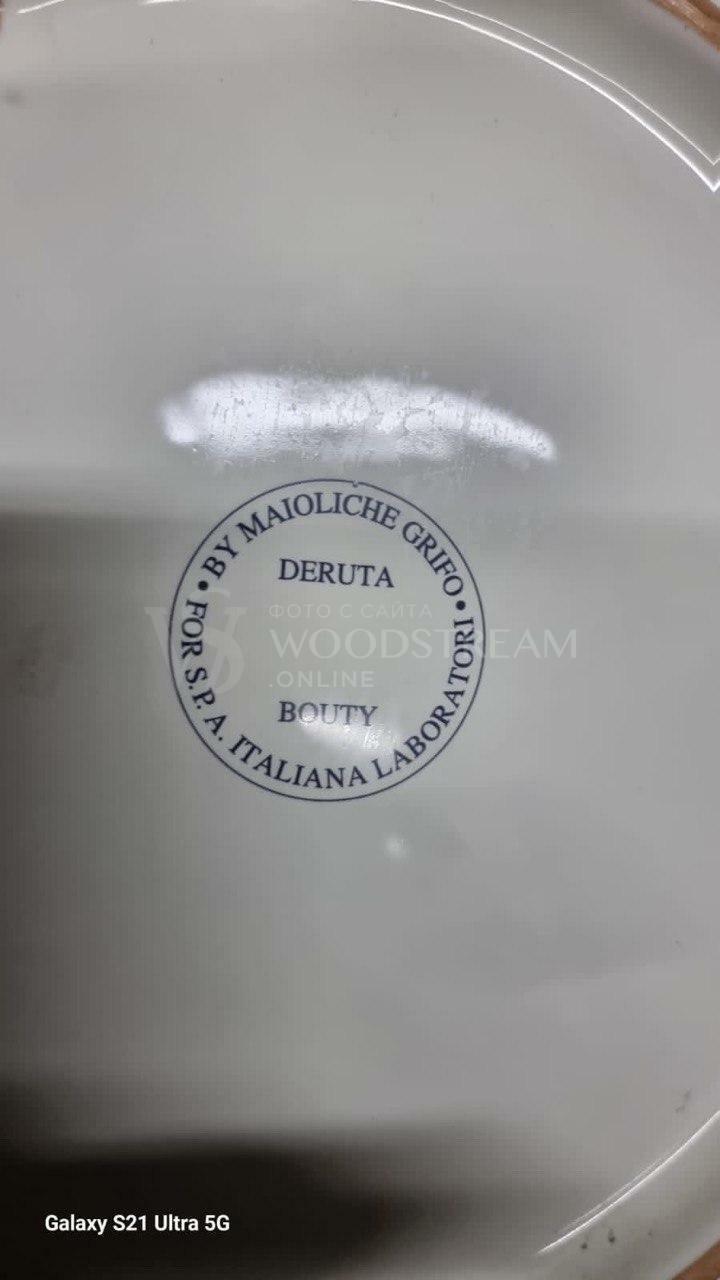 • BY MAIOLICHE GRIFO •
DERUTA
ФОТО С САЙТА
WOODSTREAM
.ONLINE
BOUTY
FOR S.P.A. ITALIANA LABORATORI
Galaxy S21 Ultra 5G